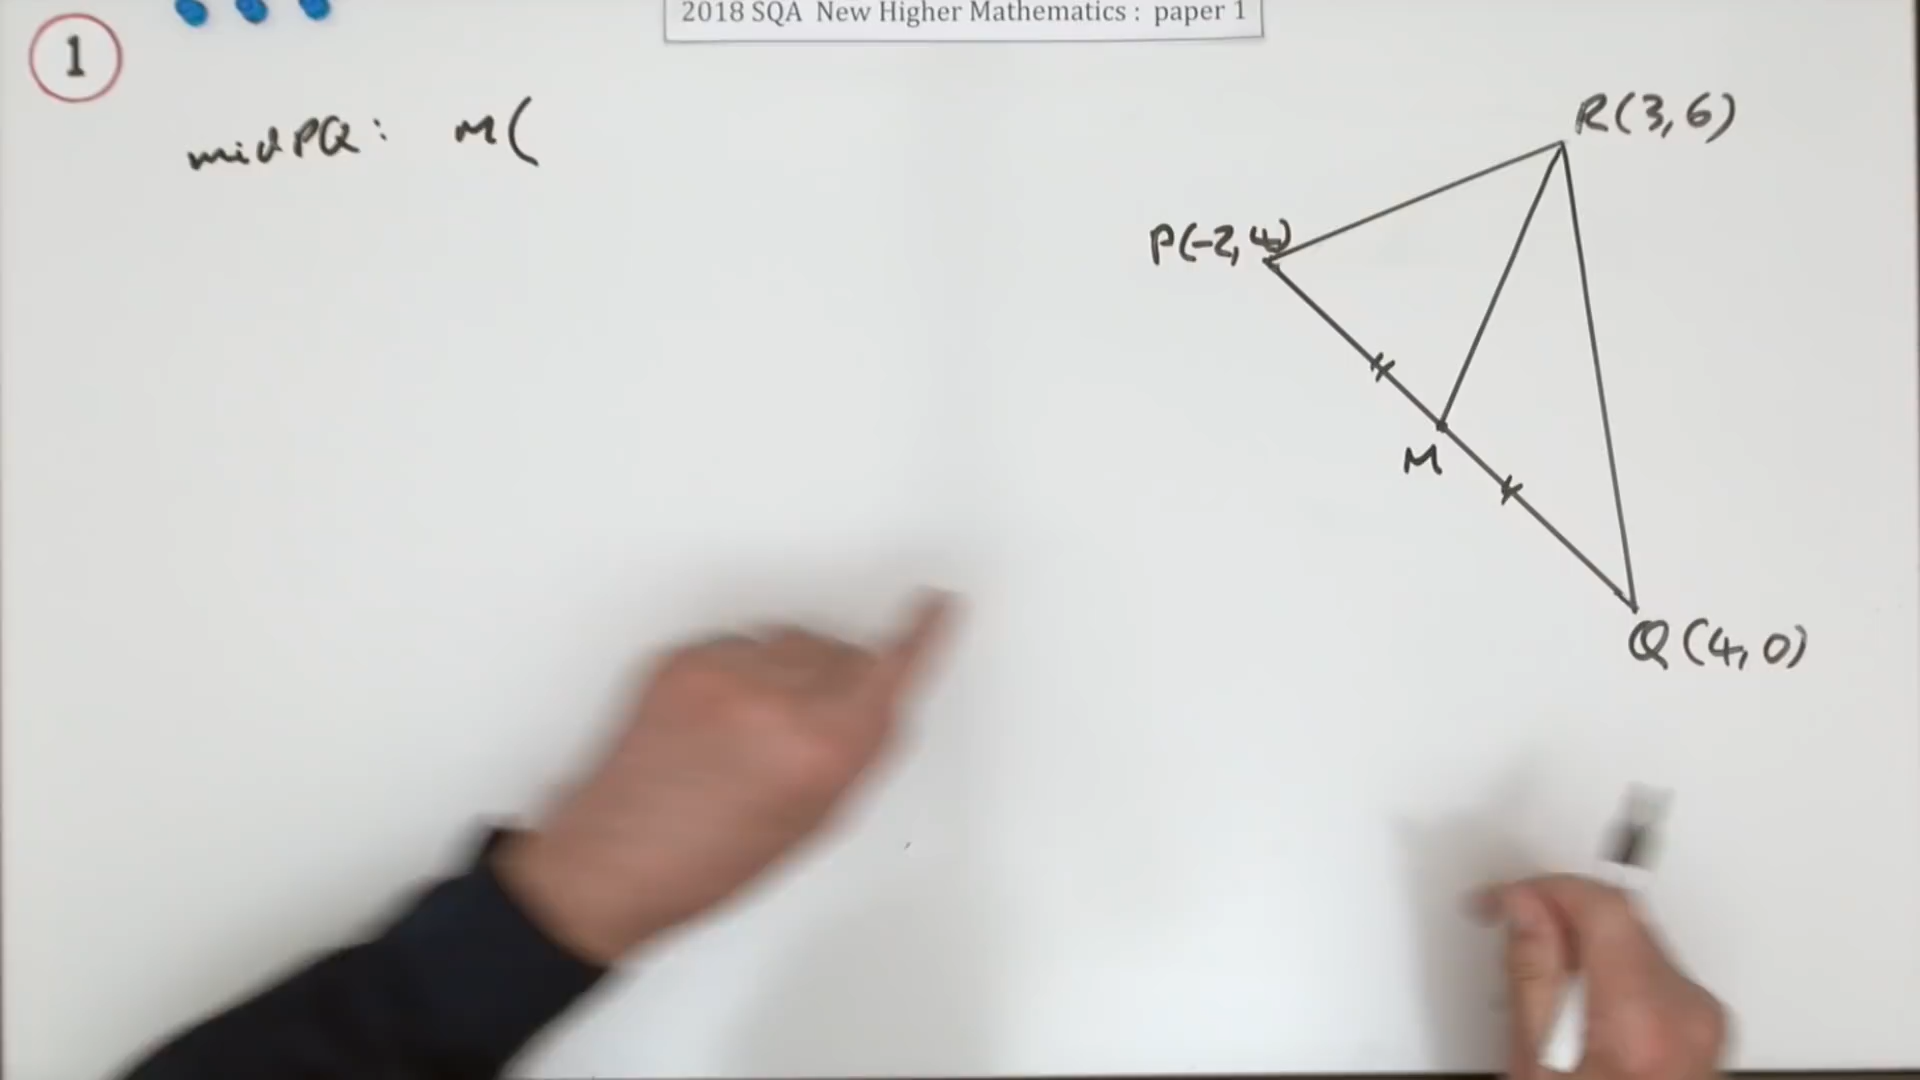 2018 SQA New Higher Mathematics : paper 1
1
mid PQ : M(
R(3,6)
P(-2,4)
M
Q(4,0)